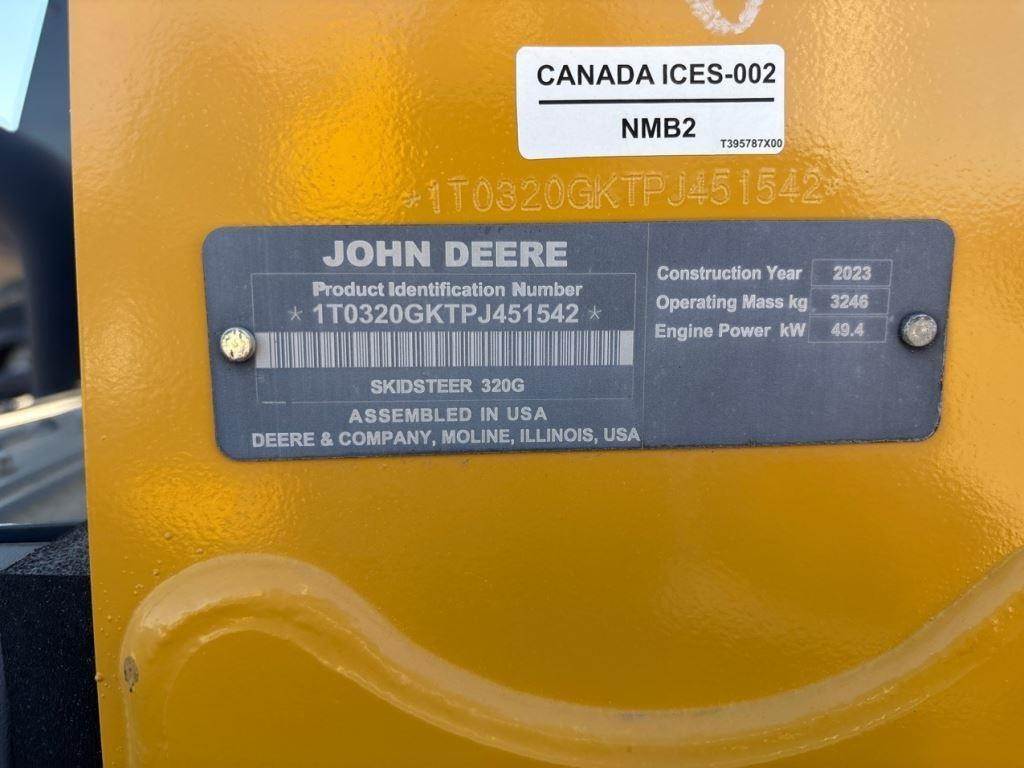 CANADA ICES-002
NMB2
T395787X00
*1T0320GKTPJ451542*
JOHN DEERE
Product Identification Number
* 1T0320GKTPJ451542 *
SKIDSTEER 320G
ASSEMBLED IN USA
DEERE & COMPANY, MOLINE, ILLINOIS, USA
Construction Year 2023
Operating Mass kg 3246
Engine Power kW 49.4